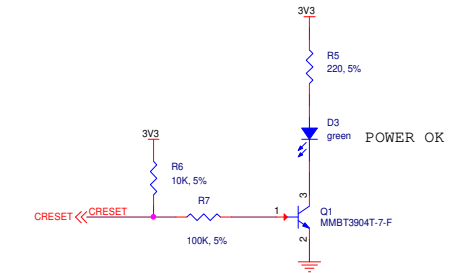 3V3
R5
220, 5%
D3
green
POWER OK
3V3
R6
10K, 5%
R7
CRESET
CRESET
100K, 5%
1
3
Q1
MMBT3904T-7-F
2